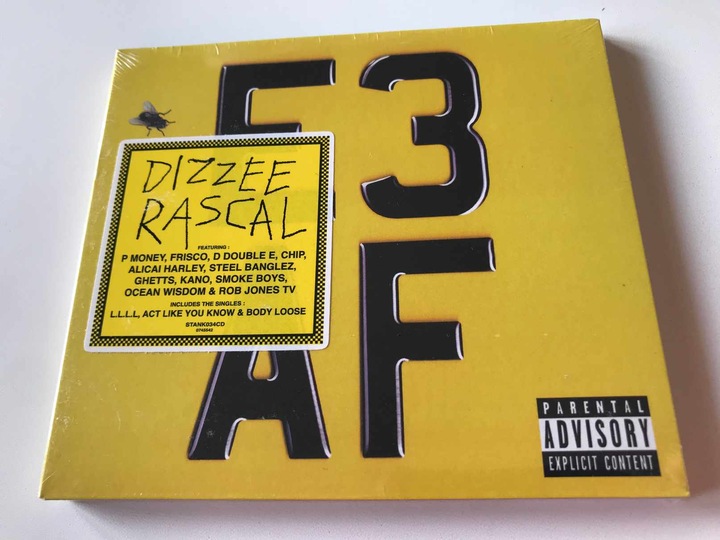 E3
AF
DIZZEE
RASCAL
FEATURING :
P MONEY, FRISCO, D DOUBLE E, CHIP,
ALICAI HARLEY, STEEL BANGLEZ,
GHETTS, KANO, SMOKE BOYS,
OCEAN WISDOM & ROB JONES TV
INCLUDES THE SINGLES :
L.L.L.L, ACT LIKE YOU KNOW & BODY LOOSE
STANK034CD
0745542
PARENTAL
ADVISORY
EXPLICIT CONTENT